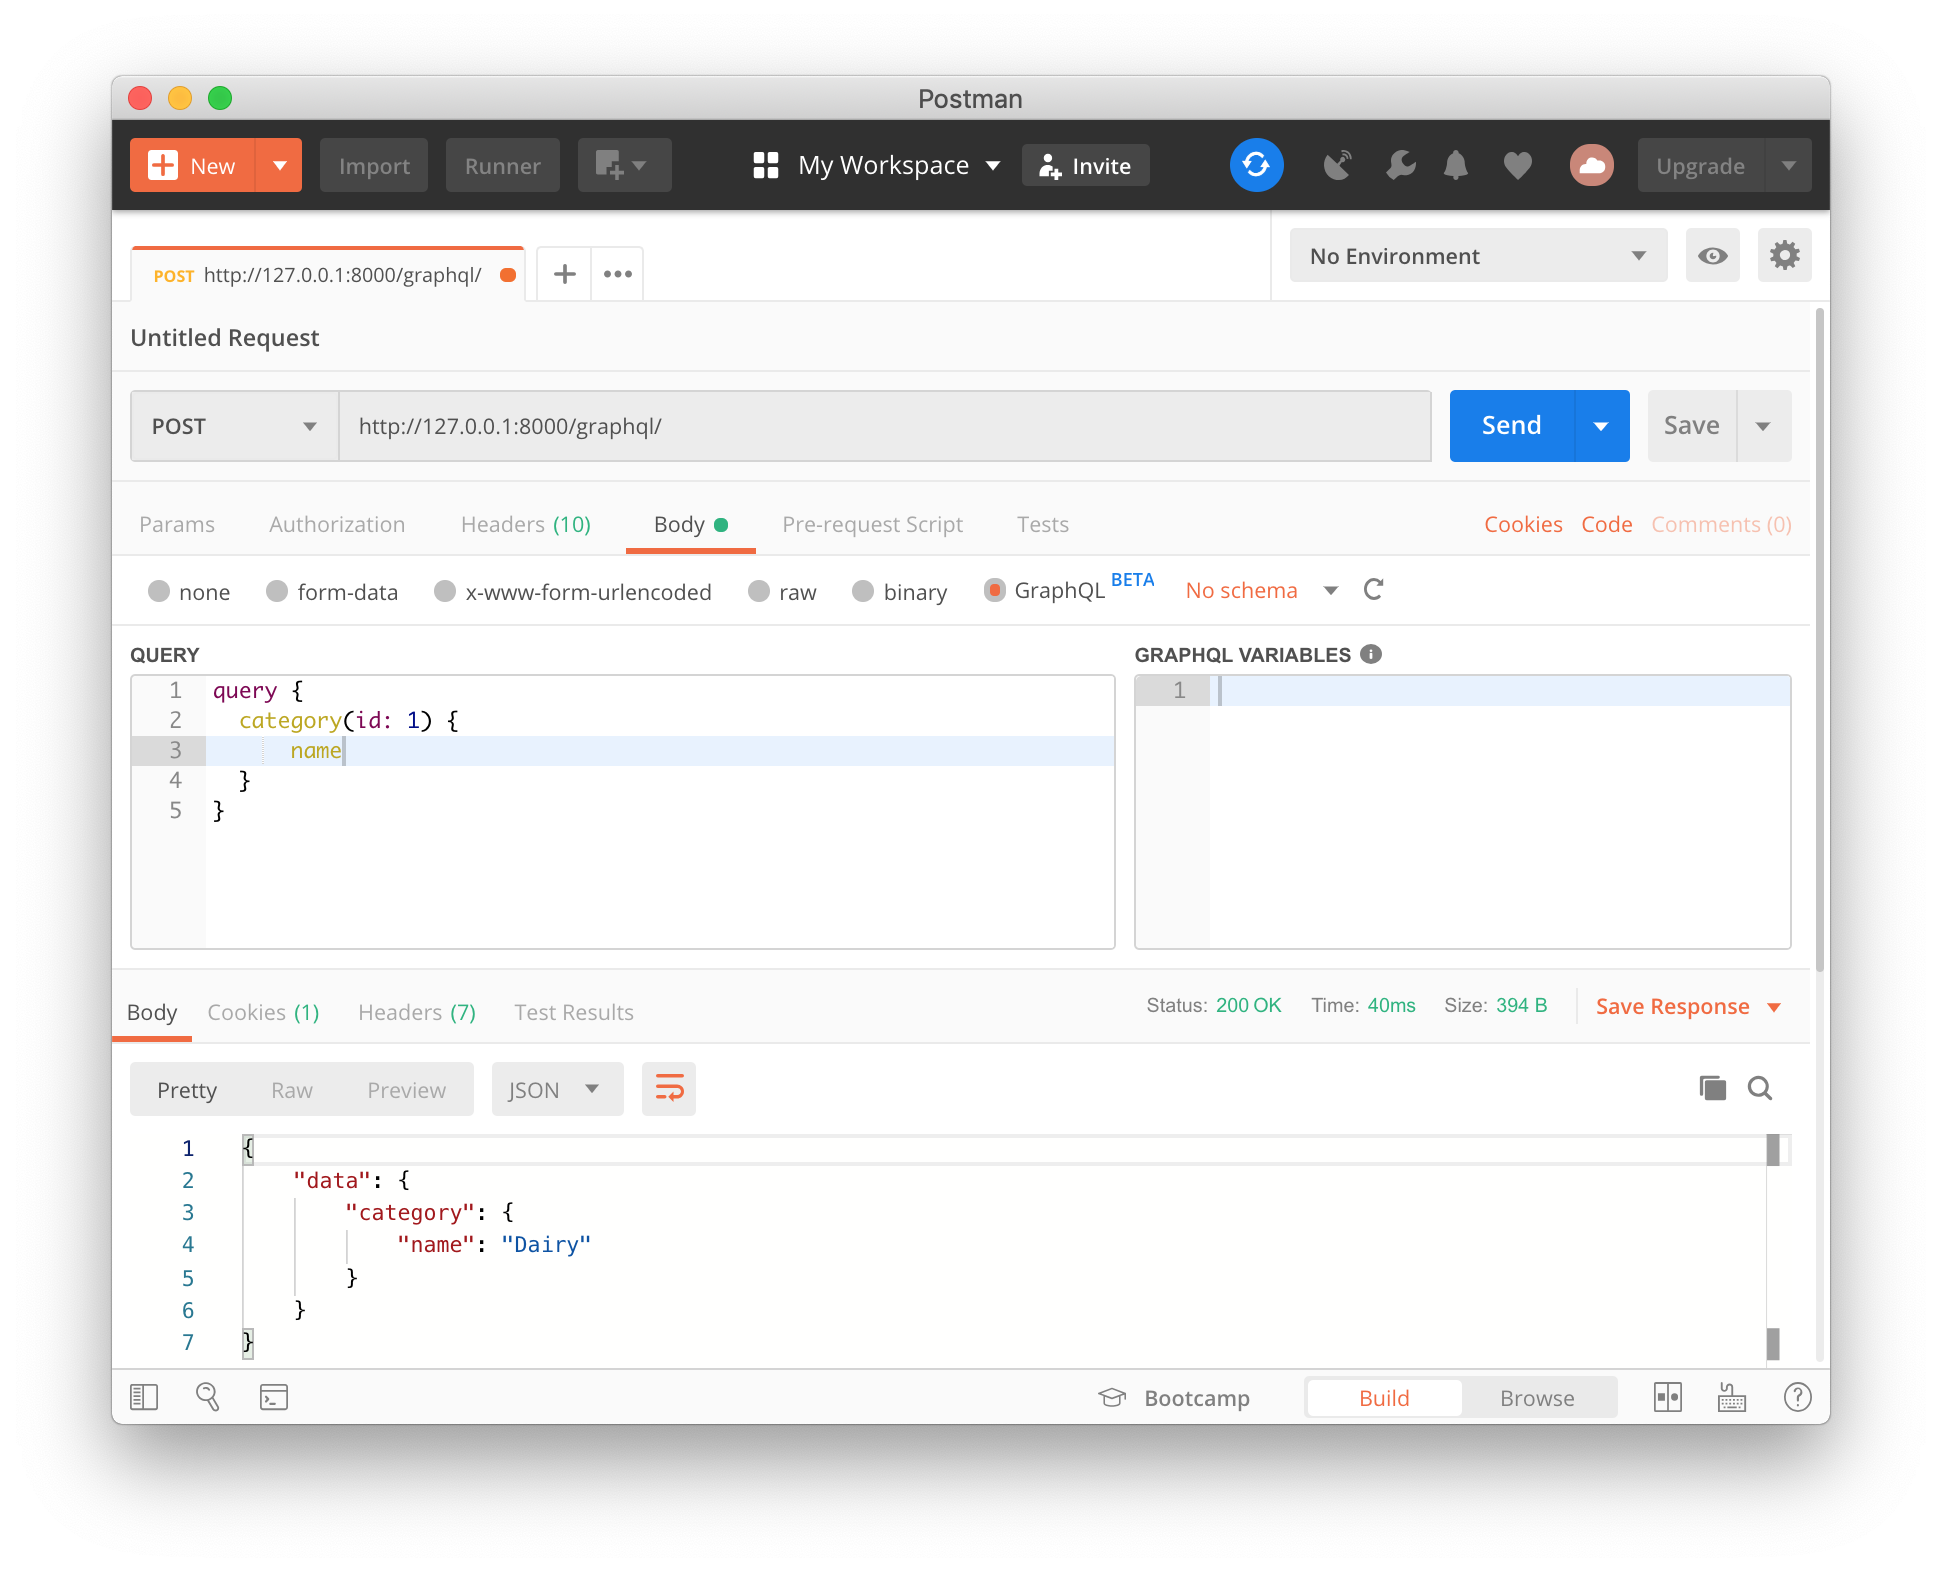 Postman
New Import Runner My Workspace Invite Upgrade
POST http://127.0.0.1:8000/graphql/ No Environment
Untitled Request
POST http://127.0.0.1:8000/graphql/ Send Save
Params Authorization Headers (10) Body Pre-request Script Tests Cookies Code Comments (0)
none form-data x-www-form-urlencoded raw binary GraphQL BETA No schema
QUERY
1 query {
2 category(id: 1) {
3 name
4 }
5 }
GRAPHQL VARIABLES
1
Body Cookies (1) Headers (7) Test Results Status: 200 OK Time: 40ms Size: 394 B Save Response
Pretty Raw Preview JSON
1 {
2 "data": {
3 "category": {
4 "name": "Dairy"
5 }
6 }
7 }
Bootcamp Build Browse